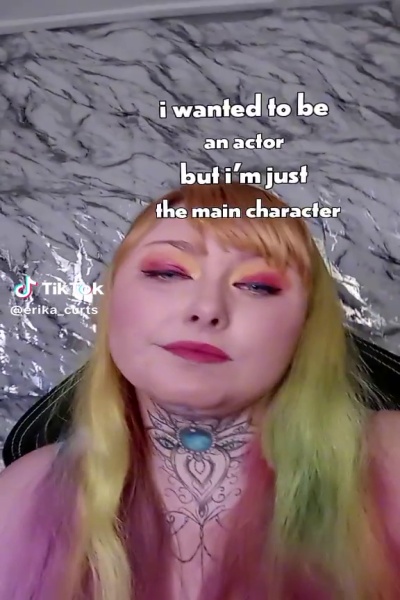 i wanted to be
an actor
but i'm just
the main character
TikTok
@erika_curts